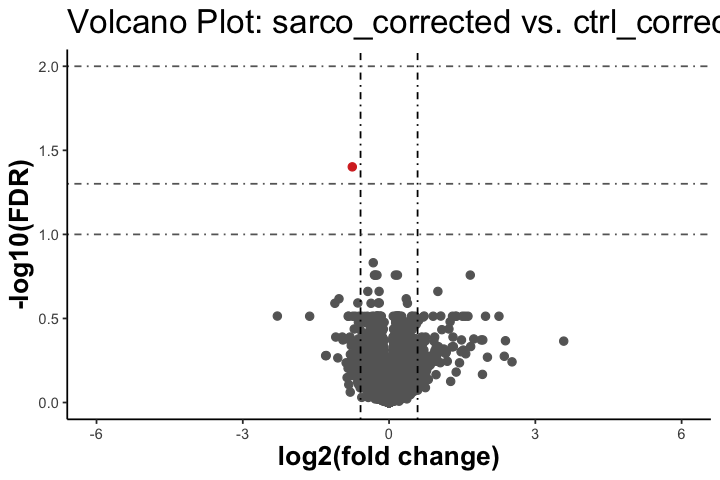 Volcano Plot: sarco_corrected vs. ctrl_correc
2.0
1.5
1.0
0.5
0.0
-log10(FDR)
-6 -3 0 3 6
log2(fold change)